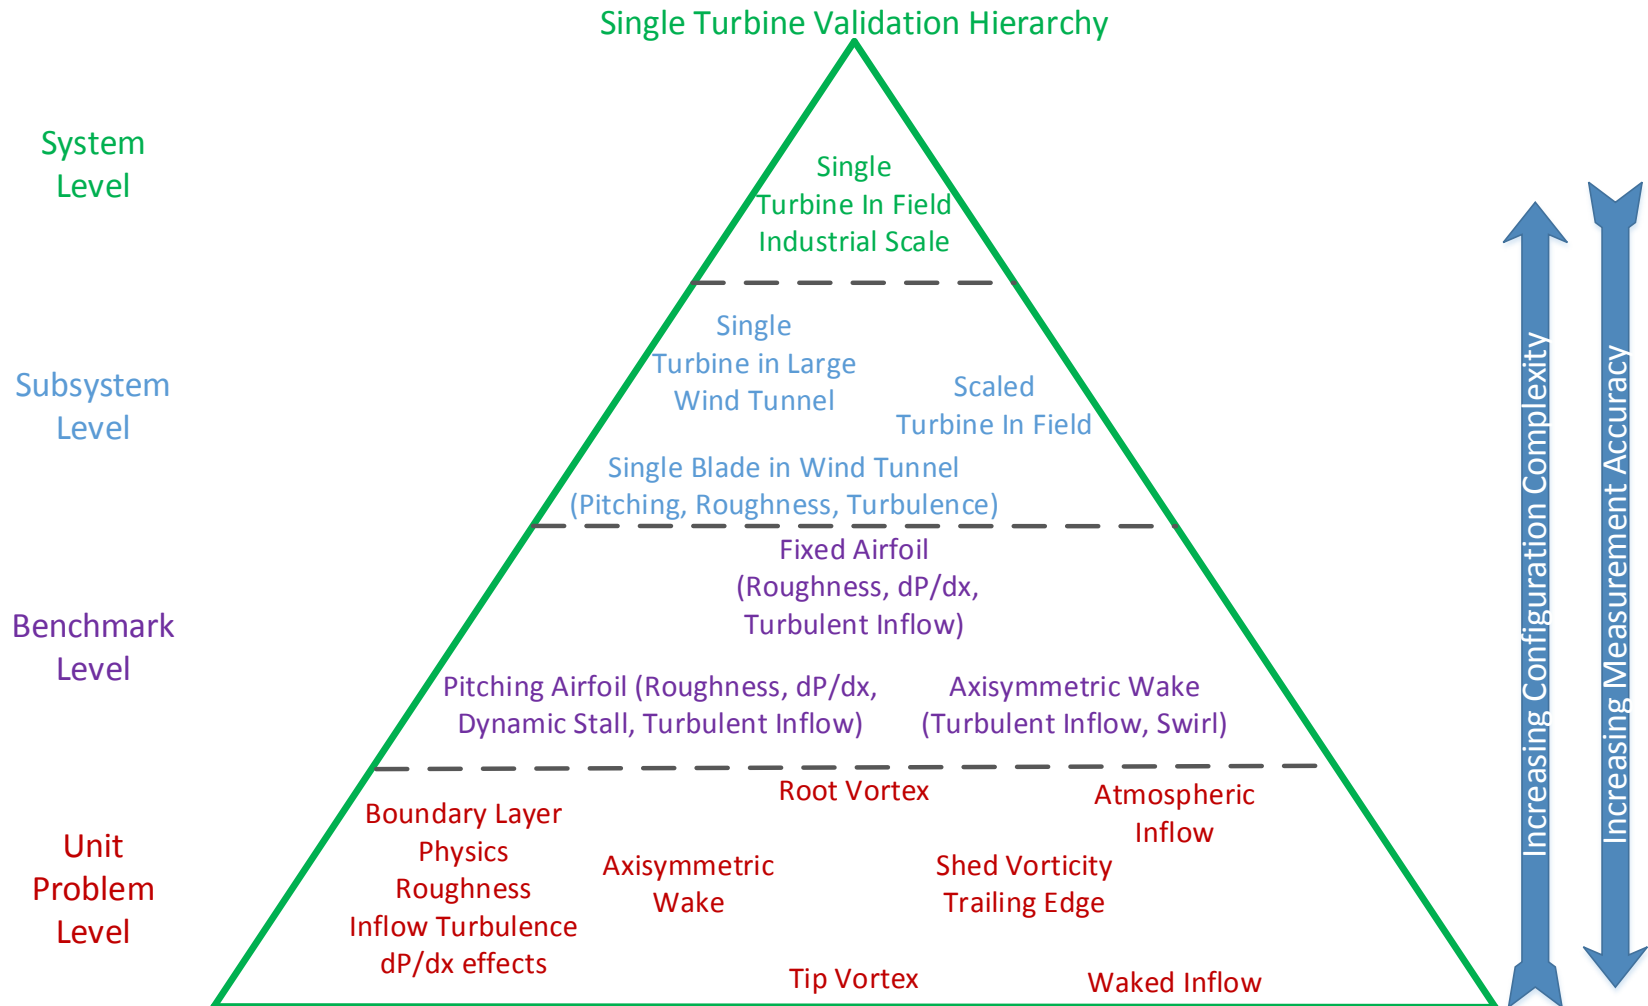 Single Turbine Validation Hierarchy
System
Level
Single
Turbine In Field
Industrial Scale
Subsystem
Level
Single
Turbine in Large
Wind Tunnel
Scaled
Turbine In Field
Single Blade in Wind Tunnel
(Pitching, Roughness, Turbulence)
Benchmark
Level
Fixed Airfoil
(Roughness, dP/dx,
Turbulent Inflow)
Pitching Airfoil (Roughness, dP/dx,
Dynamic Stall, Turbulent Inflow)
Axisymmetric Wake
(Turbulent Inflow, Swirl)
Unit
Problem
Level
Boundary Layer
Physics
Roughness
Inflow Turbulence
dP/dx effects
Axisymmetric
Wake
Root Vortex
Tip Vortex
Shed Vorticity
Trailing Edge
Atmospheric
Inflow
Waked Inflow
Increasing Configuration Complexity
Increasing Measurement Accuracy